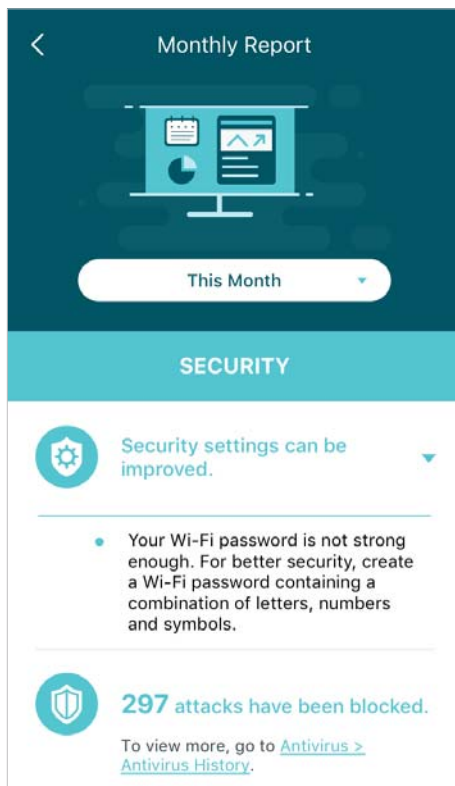 Monthly Report
This Month
SECURITY
Security settings can be
improved.
Your Wi-Fi password is not strong
enough. For better security, create
a Wi-Fi password containing a
combination of letters, numbers
and symbols.
297 attacks have been blocked.
To view more, go to Antivirus >
Antivirus History.